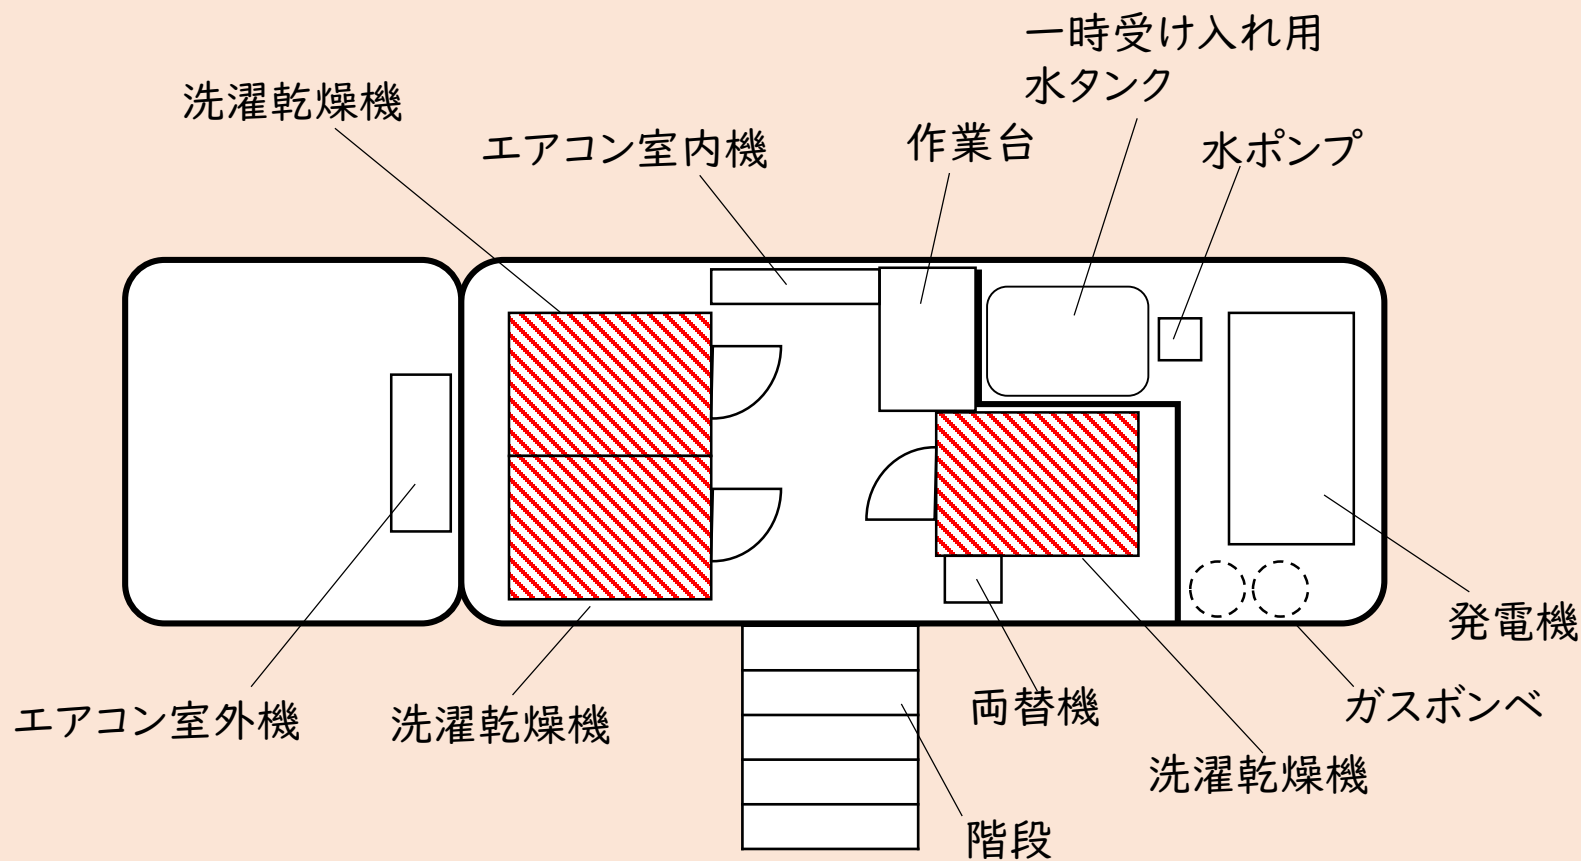 一時受け入れ用
水タンク
洗濯乾燥機
エアコン室内機
作業台
水ポンプ
発電機
エアコン室外機
洗濯乾燥機
両替機
ガスボンベ
洗濯乾燥機
階段